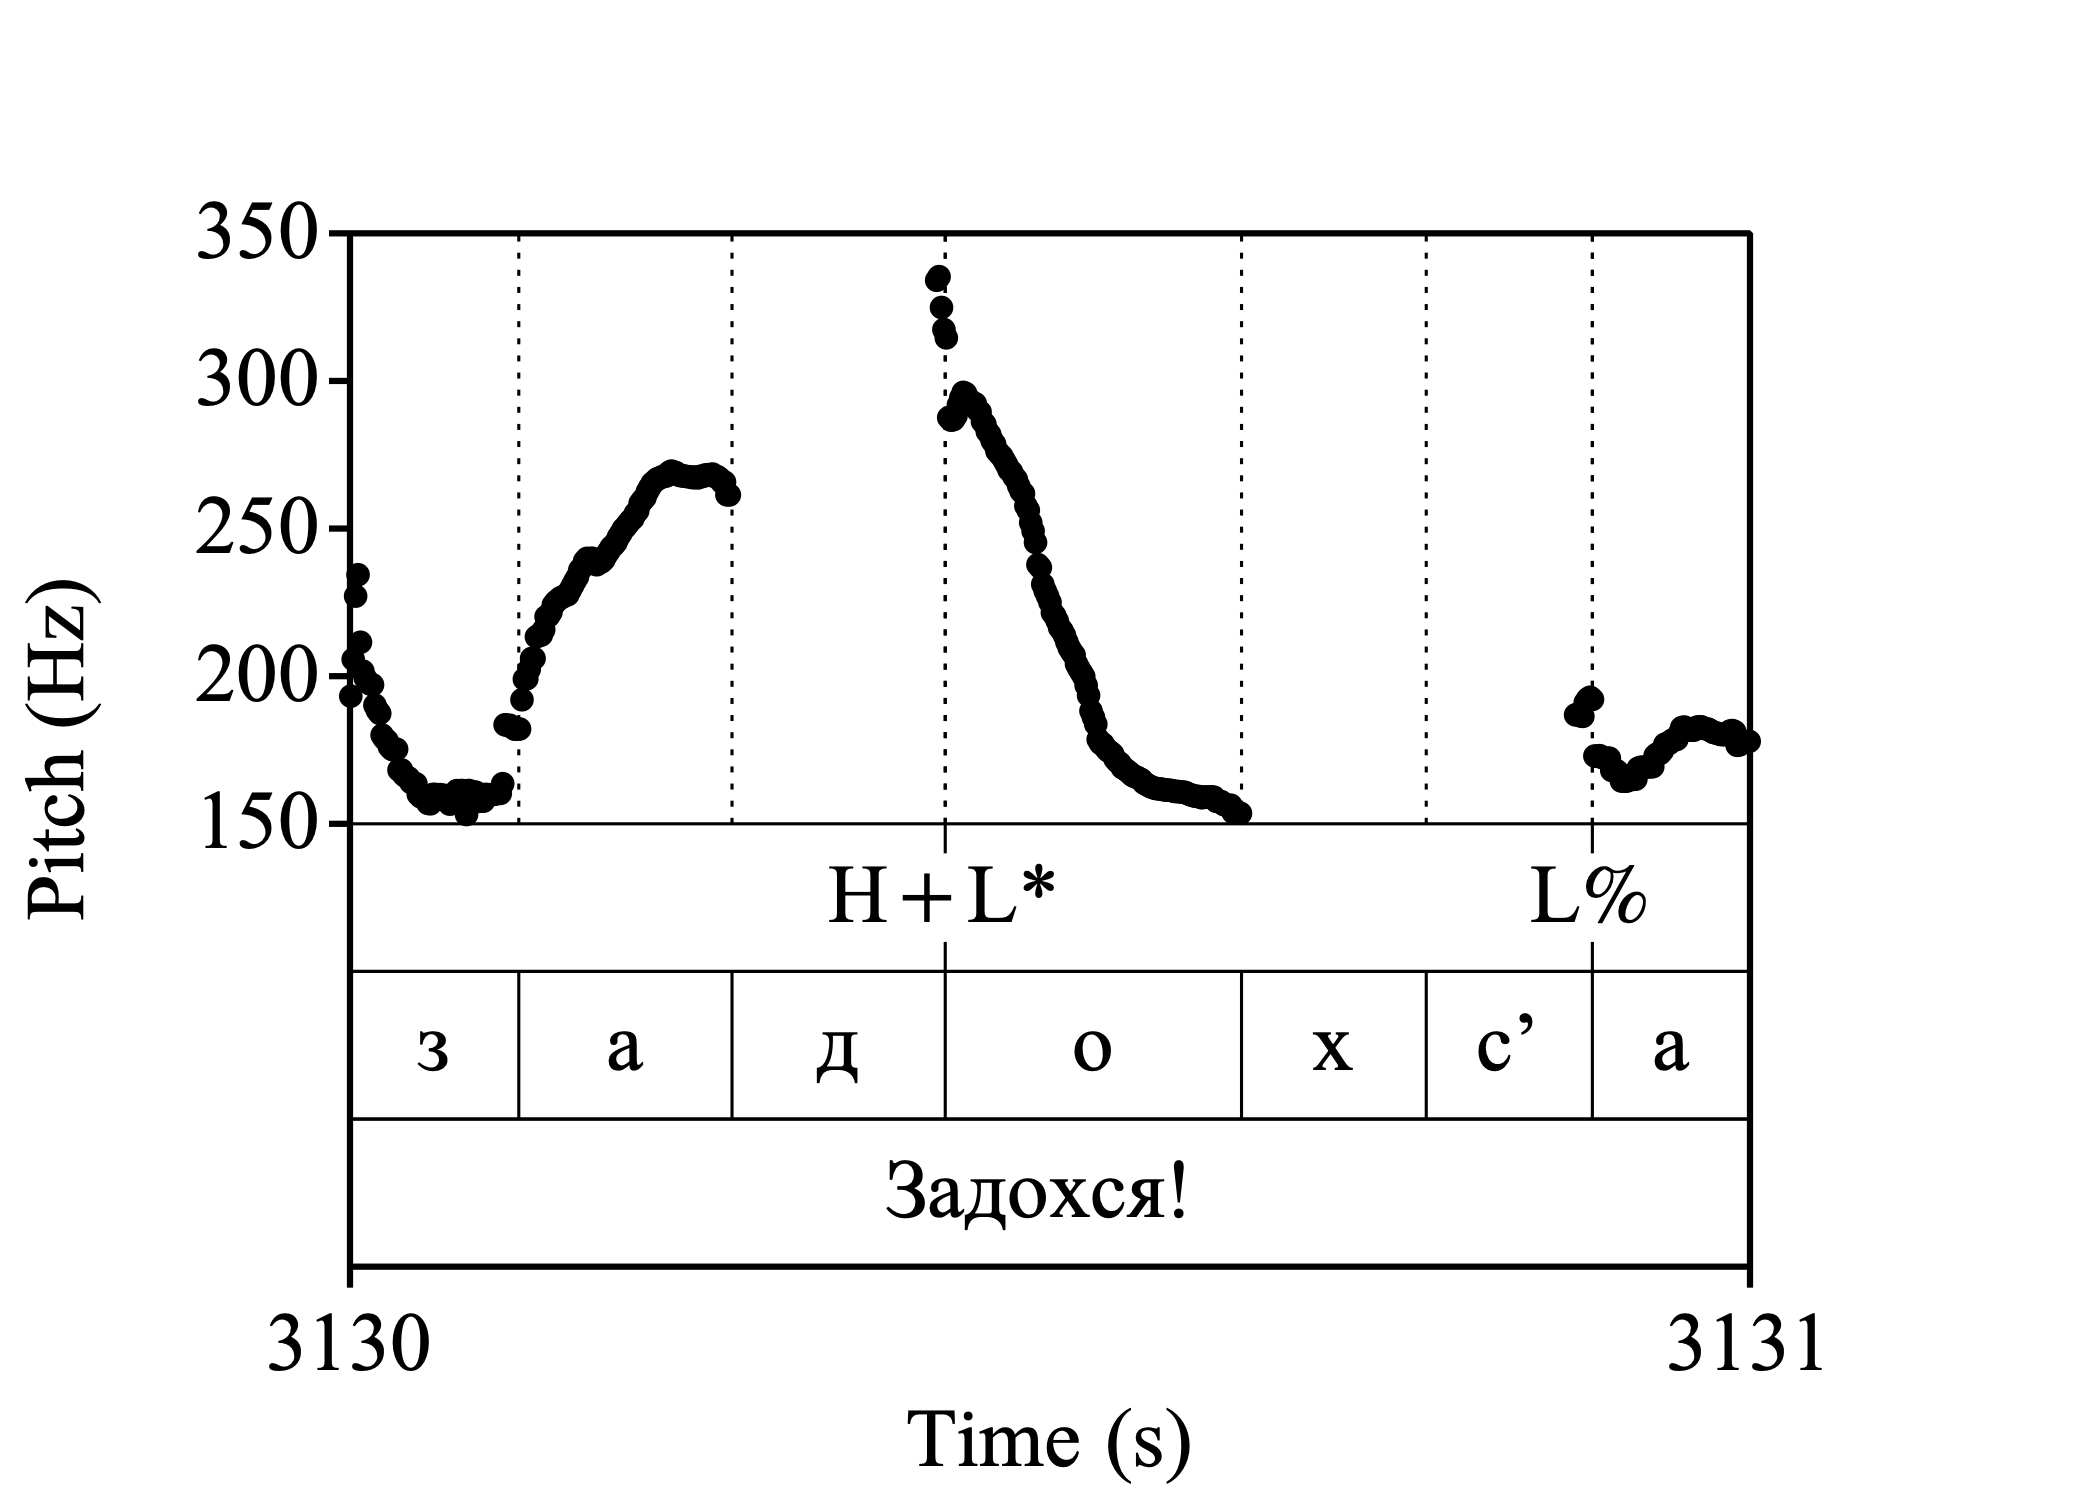 350
300
250
200
150
Pitch (Hz)
H+L* L%
з а д о х с’ а
Задохся!
3130 3131
Time (s)